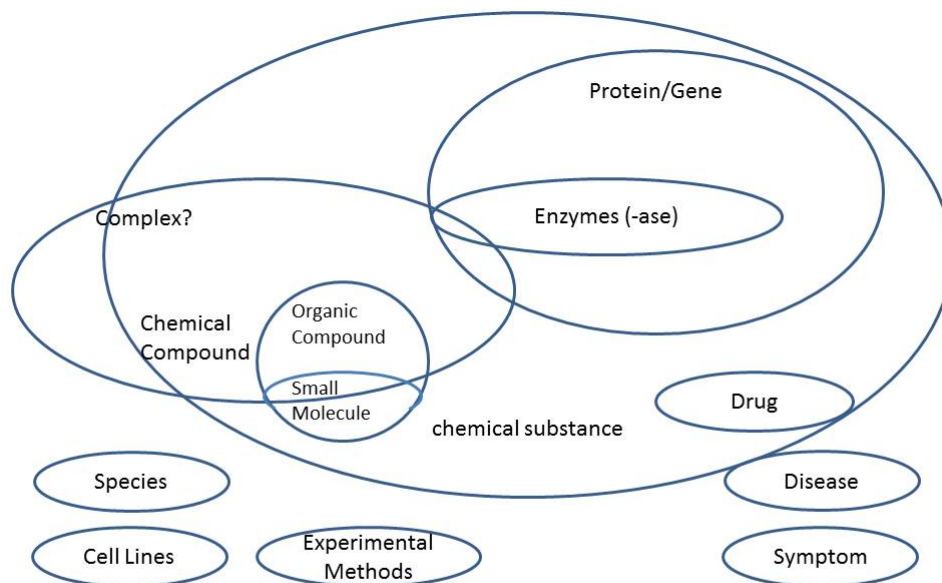 Protein/Gene
Complex?
Enzymes (-ase)
Chemical
Compound
Organic
Compound
Small
Molecule
Drug
chemical substance
Species
Disease
Cell Lines
Experimental
Methods
Symptom